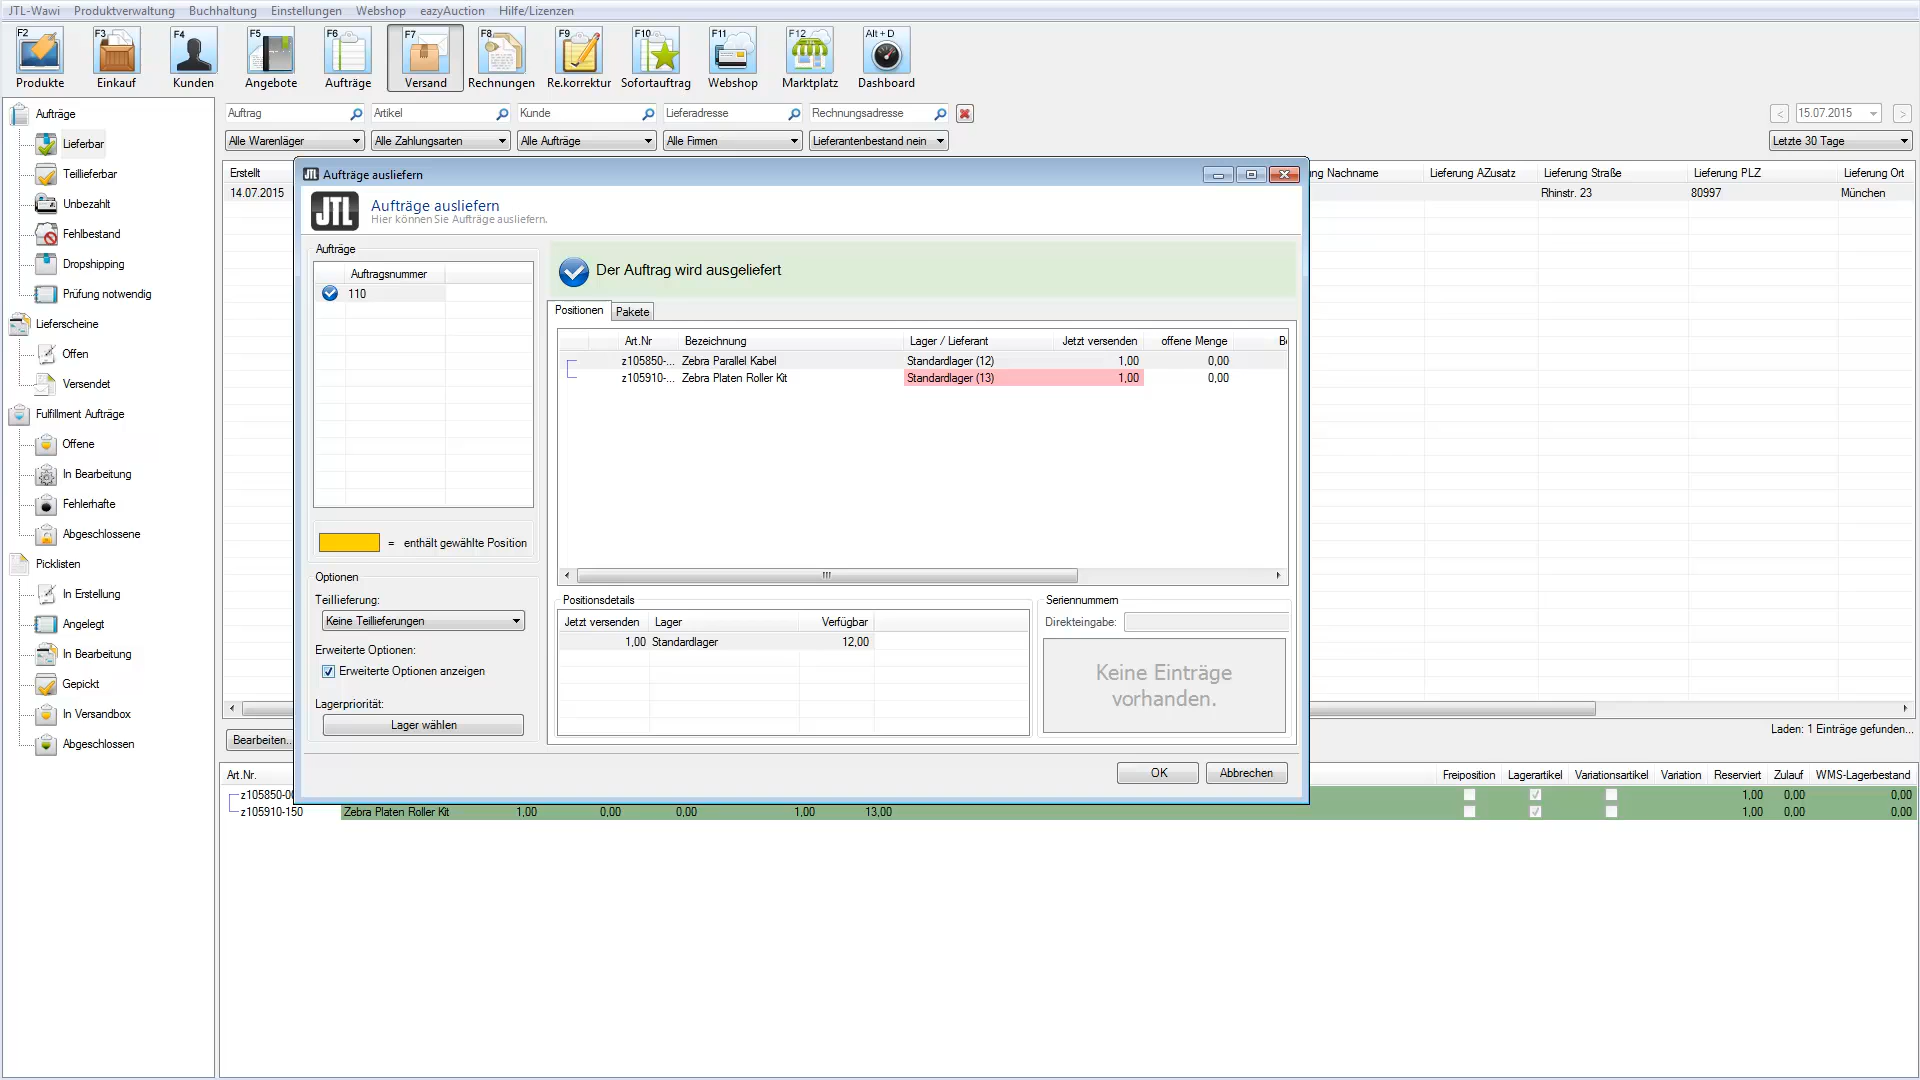 JTL-Wawi Produktverwaltung Buchhaltung Einstellungen Webshop eazyAuction Hilfe/Lizenzen
F2 F3 F4 F5 F6 F7 F8 F9 F10 F11 F12 Alt + D
Produkte Einkauf Kunden Angebote Aufträge Versand Rechnungen Re.korrektur Sofortauftrag Webshop Marktplatz Dashboard
Auftrag Artikel Kunde Lieferadresse Rechnungsadresse < 15.07.2015 >
Alle Warenläger Alle Zahlungsarten Alle Aufträge Alle Firmen Lieferantenbestand nein Letzte 30 Tage
Aufträge
Lieferbar
Teillieferbar
Unbezahlt
Fehlbestand
Dropshipping
Prüfung notwendig
Lieferscheine
Offen
Versendet
Fulfillment Aufträge
Offene
In Bearbeitung
Fehlerhafte
Abgeschlossene
Picklisten
In Erstellung
Angelegt
In Bearbeitung
Gepickt
In Versandbox
Abgeschlossen
Erstellt ng Nachname Lieferung AZusatz Lieferung Straße Lieferung PLZ Lieferung Ort
14.07.2015 Rhinstr. 23 80997 München
JTL Aufträge ausliefern
JTL
Aufträge ausliefern
Hier können Sie Aufträge ausliefern.
Aufträge
Auftragsnummer
110
= enthält gewählte Position
Optionen
Teillieferung:
Keine Teillieferungen
Erweiterte Optionen:
Erweiterte Optionen anzeigen
Lagerpriorität:
Lager wählen
Der Auftrag wird ausgeliefert
Positionen Pakete
Art.Nr Bezeichnung Lager / Lieferant Jetzt versenden offene Menge B
z105850-... Zebra Parallel Kabel Standardlager (12) 1,00 0,00
z105910-... Zebra Platen Roller Kit Standardlager (13) 1,00 0,00
Positionsdetails
Jetzt versenden Lager Verfügbar
1,00 Standardlager 12,00
Seriennummern
Direkteingabe:
Keine Einträge
vorhanden.
OK Abbrechen
Bearbeiten... Laden: 1 Einträge gefunden...
Art.Nr. Freiposition Lagerartikel Variationsartikel Variation Reserviert Zulauf WMS-Lagerbestand
z105850-00 1,00 0,00 0,00
z105910-150 Zebra Platen Roller Kit 1,00 0,00 0,00 1,00 13,00 1,00 0,00 0,00